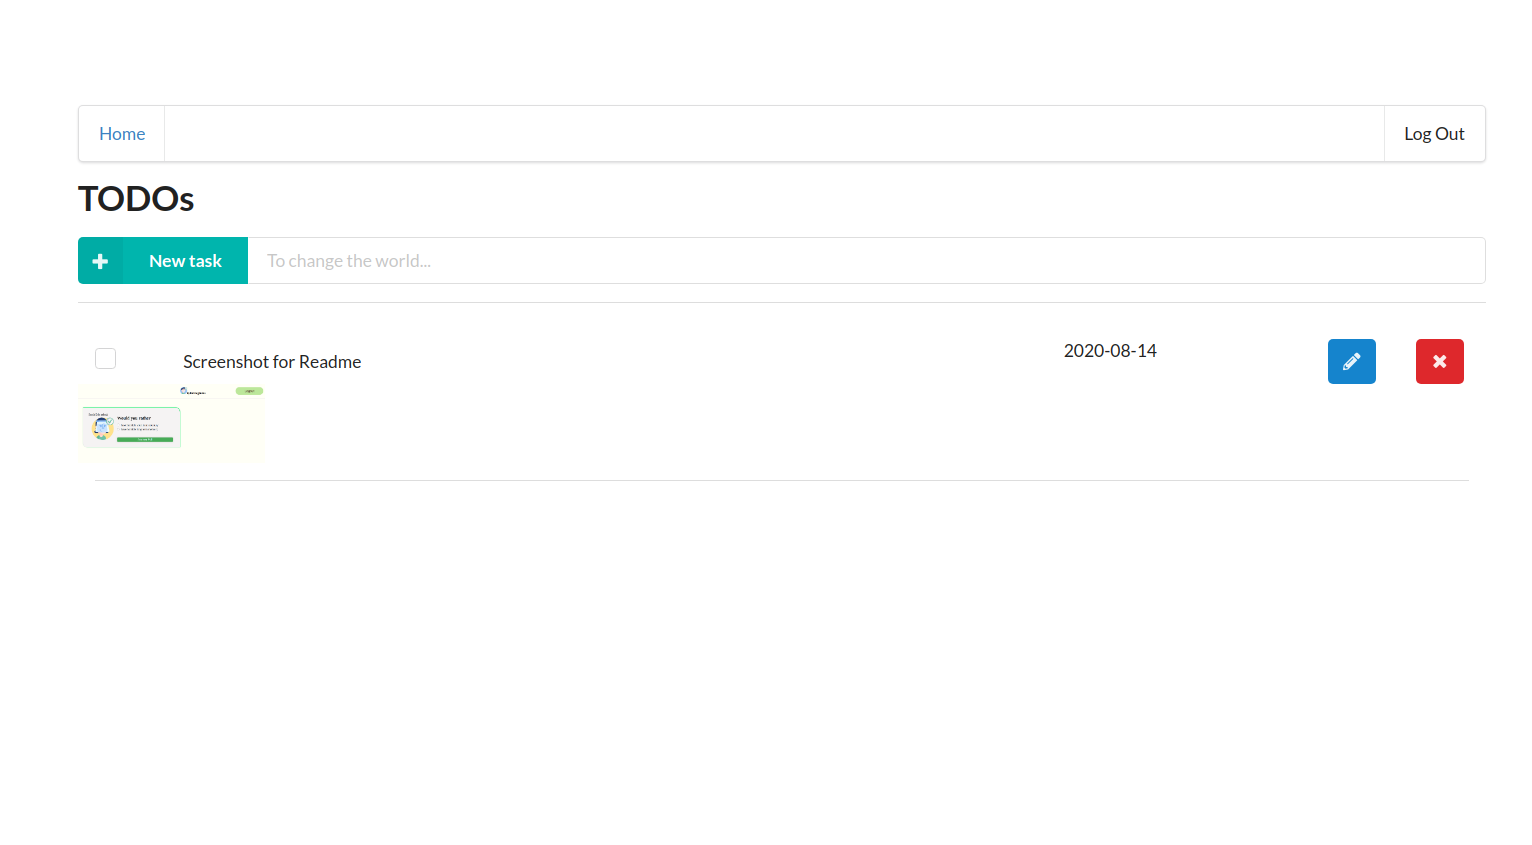 Home
Log Out
TODOs
New task
To change the world...
Screenshot for Readme
2020-08-14
Would you rather